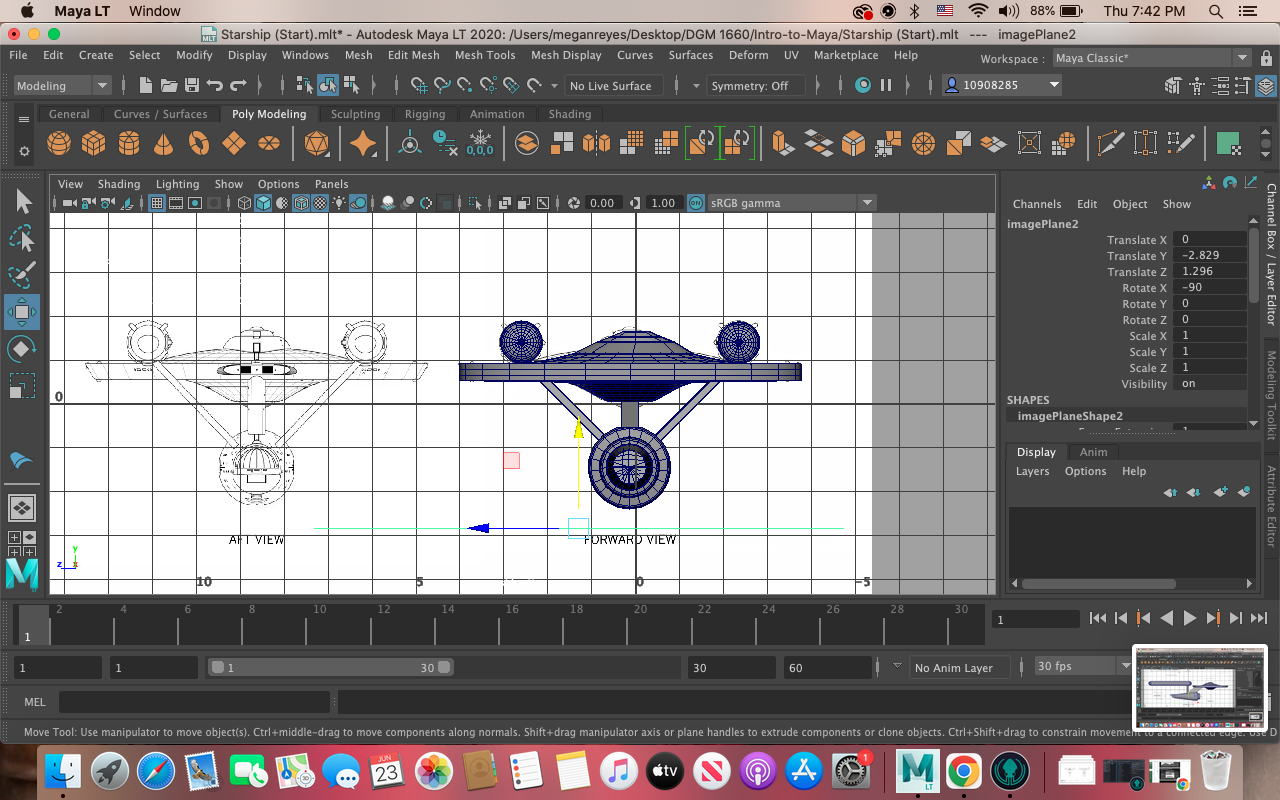 Maya LT Window 88% Thu 7:42 PM
Starship (Start).mlt* - Autodesk Maya LT 2020: /Users/meganreyes/Desktop/DGM 1660/Intro-to-Maya/Starship (Start).mlt --- imagePlane2
File Edit Create Select Modify Display Windows Mesh Edit Mesh Mesh Tools Mesh Display Curves Surfaces Deform UV Marketplace Help Workspace : Maya Classic*
Modeling No Live Surface Symmetry: Off 10908285
General Curves / Surfaces Poly Modeling Sculpting Rigging Animation Shading
0,0,0
View Shading Lighting Show Options Panels
0.00 1.00 ON sRGB gamma
Channels Edit Object Show
imagePlane2
Translate X 0
Translate Y -2.829
Translate Z 1.296
Rotate X -90
Rotate Y 0
Rotate Z 0
Scale X 1
Scale Y 1
Scale Z 1
Visibility on
SHAPES
imagePlaneShape2
Channel Box / Layer Editor
Modeling Toolkit
Attribute Editor
Display Anim
Layers Options Help
0
AFT VIEW FORWARD VIEW
y
z x
10 5 0 -5
2 4 6 8 10 12 14 16 18 20 22 24 26 28 30
1
1
1 1 1 30 30 60 No Anim Layer 30 fps
MEL
Move Tool: Use manipulator to move object(s). Ctrl+middle-drag to move components along normals. Shift+drag manipulator axis or plane handles to extrude components or clone objects. Ctrl+Shift+drag to constrain movement to a connected edge. Use D
JUN
23
tv
1
M
LT